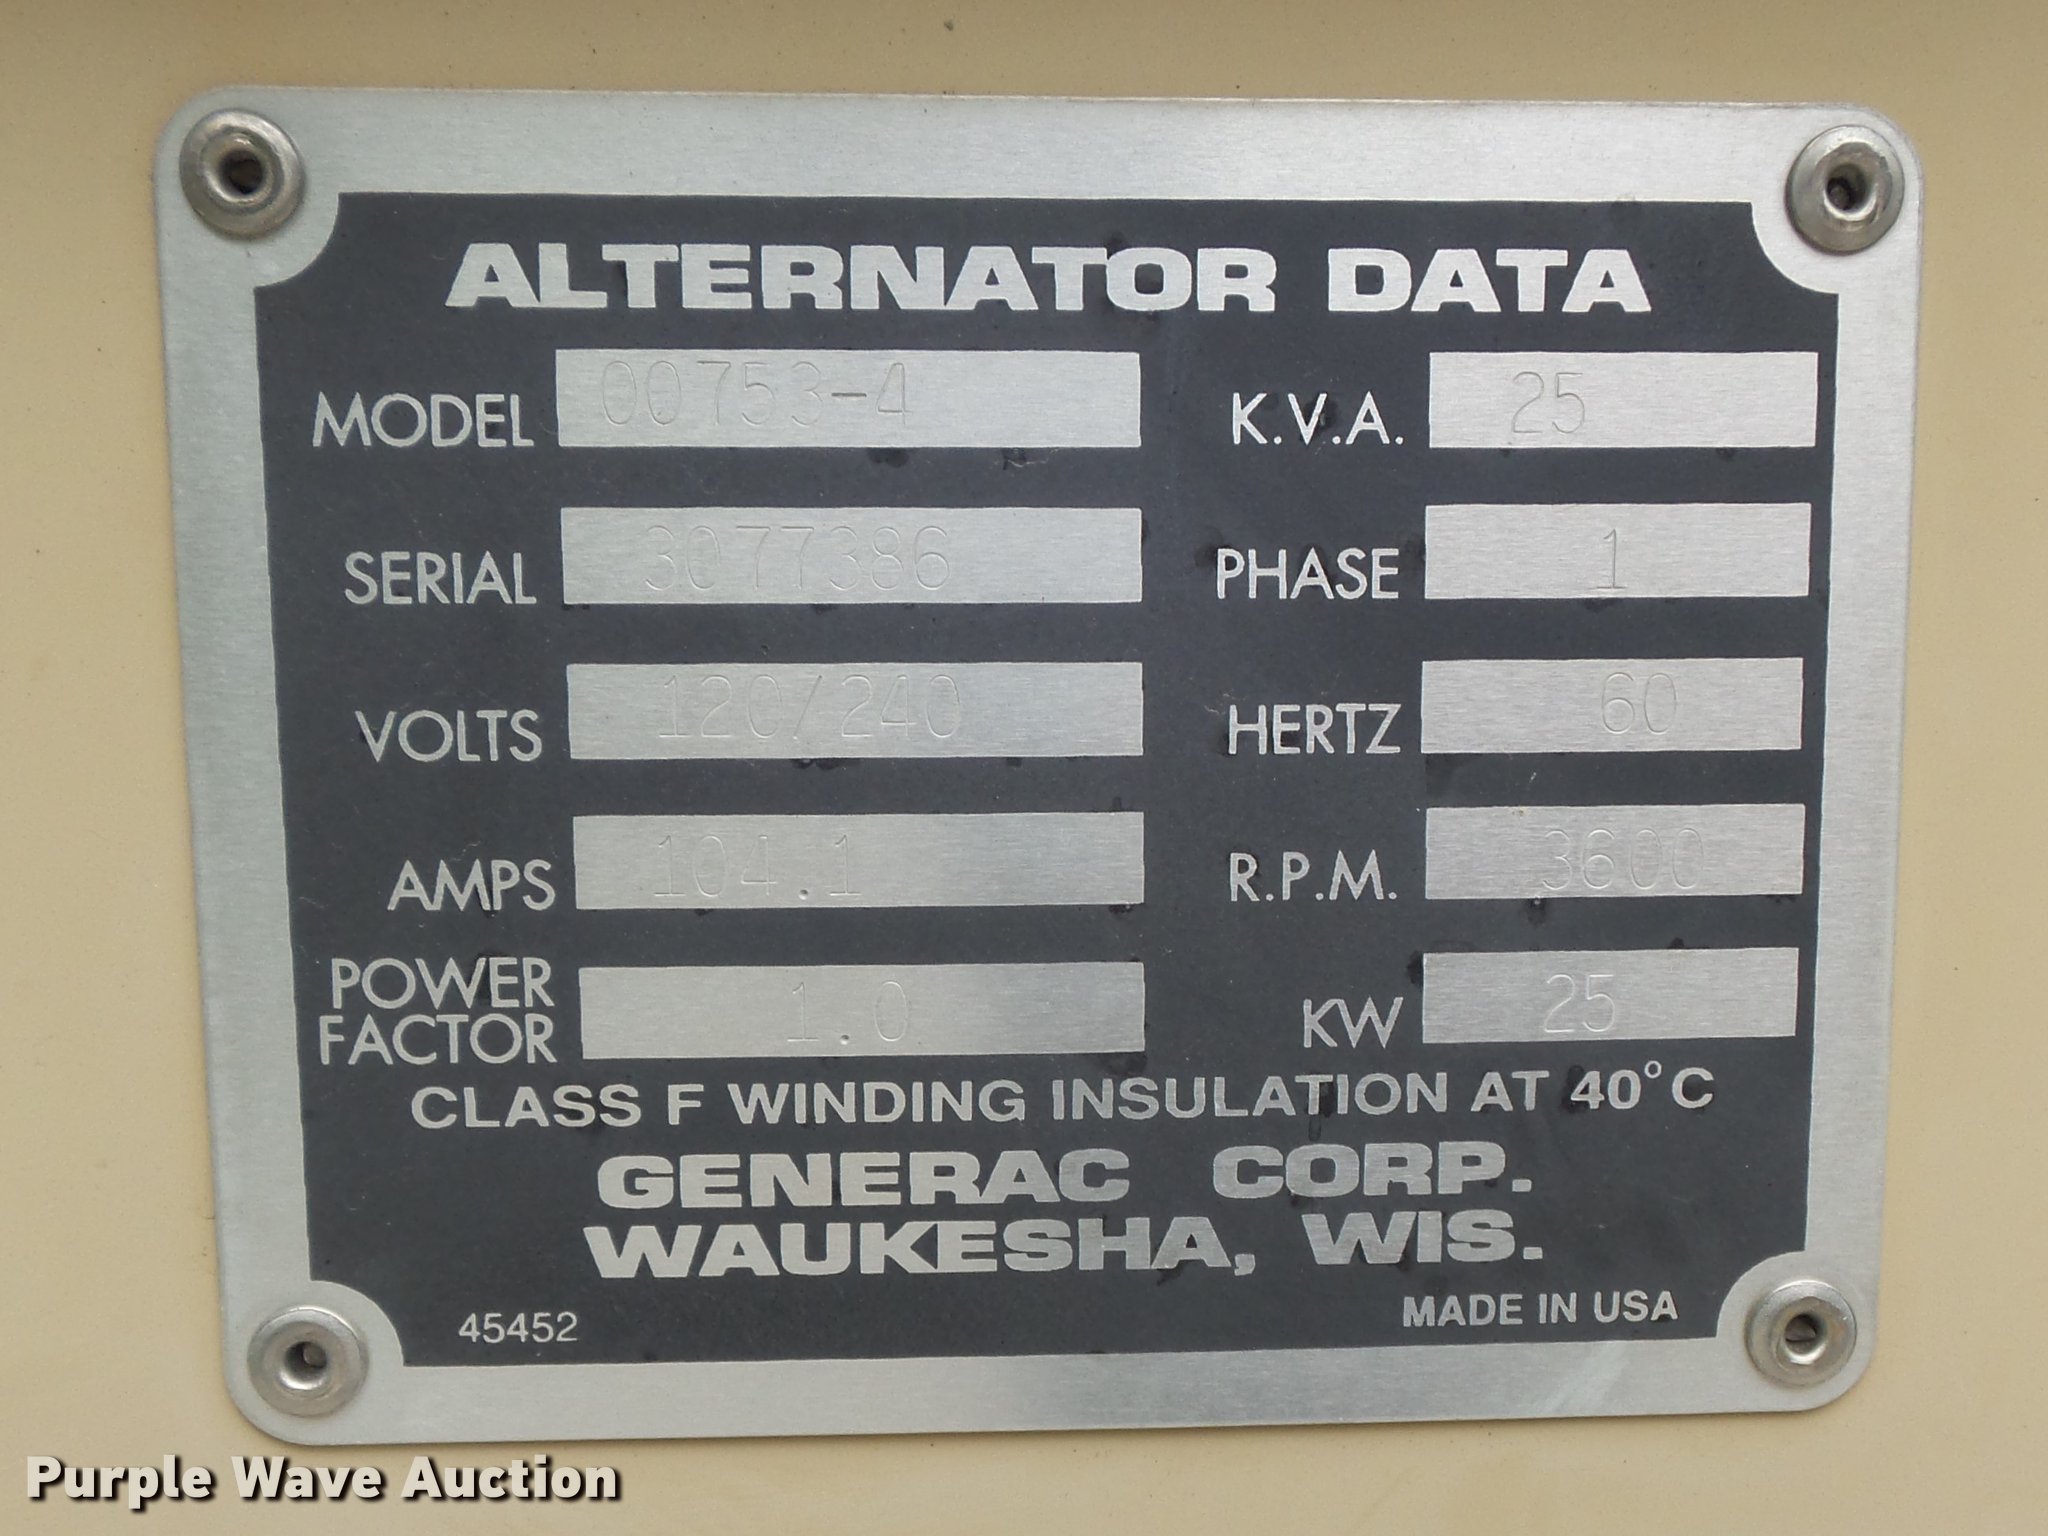 ALTERNATOR DATA
MODEL 00753-4 K.V.A. 25
SERIAL 3077386 PHASE 1
VOLTS 120/240 HERTZ 60
AMPS 104.1 R.P.M. 3600
POWER FACTOR 1.0 KW 25
CLASS F WINDING INSULATION AT 40°C
GENERAC CORP.
WAUKESHA, WIS.
45452 MADE IN USA
Purple Wave Auction